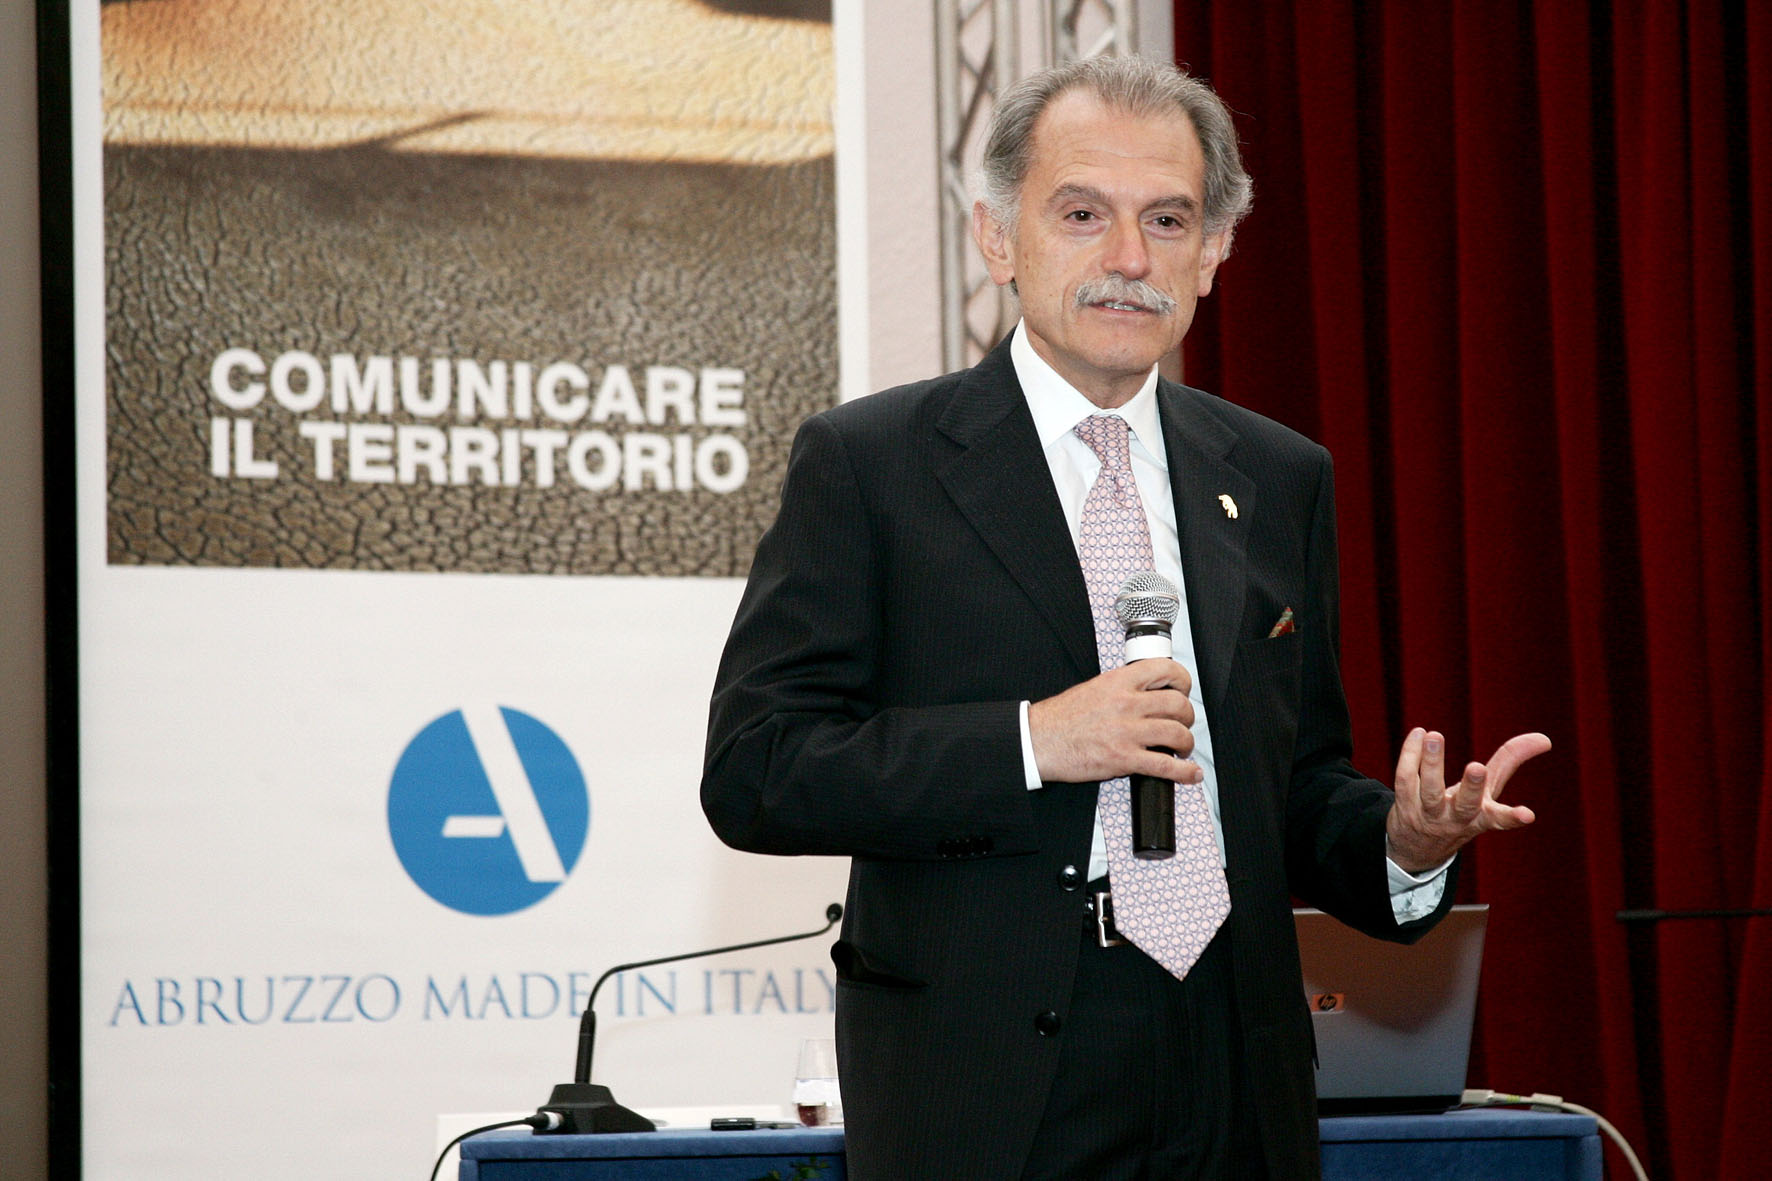 COMUNICARE
IL TERRITORIO
ABRUZZO MADE IN ITALY
hp